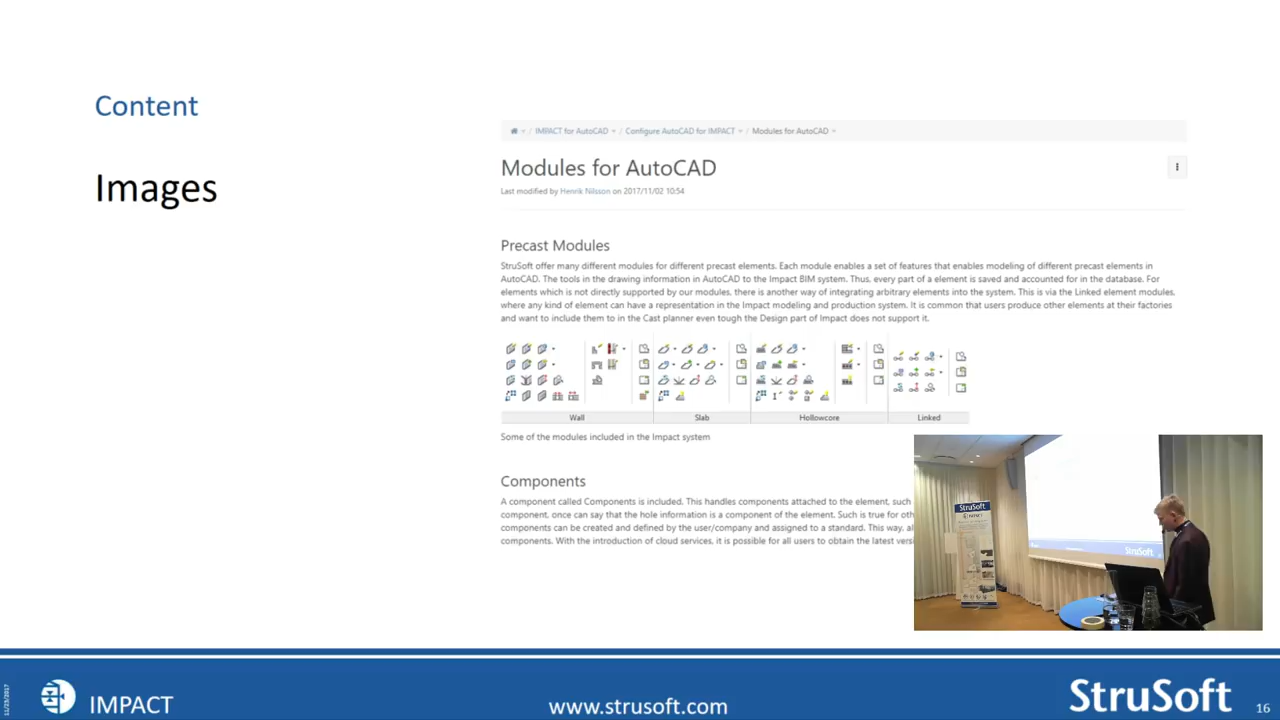 Content
Images
/ IMPACT for AutoCAD / Configure AutoCAD for IMPACT / Modules for AutoCAD
Modules for AutoCAD
Last modified by Henrik Nilsson on 2017/11/02 10:54
Precast Modules
StruSoft offer many different modules for different precast elements. Each module enables a set of features that enables modeling of different precast elements in
AutoCAD. The tools in the drawing information in AutoCAD to the Impact BIM system. Thus, every part of a element is saved and accounted for in the database. For
elements which is not directly supported by our modules, there is another way of integrating arbitrary elements into the system. This is via the Linked element modules,
where any kind of element can have a representation in the Impact modeling and production system. It is common that users produce other elements at their factories
and want to include them to in the Cast planner even tough the Design part of Impact does not support it.
Wall Slab Hollowcore Linked
Some of the modules included in the Impact system
Components
A component called Components is included. This handles components attached to the element, such
component, once can say that the hole information is a component of the element. Such is true for oth
components can be created and defined by the user/company and assigned to a standard. This way, al
components. With the introduction of cloud services, it is possible for all users to obtain the latest versi
StruSoft
IMPACT
StruSoft
11/23/2017
IMPACT
www.strusoft.com
StruSoft
16